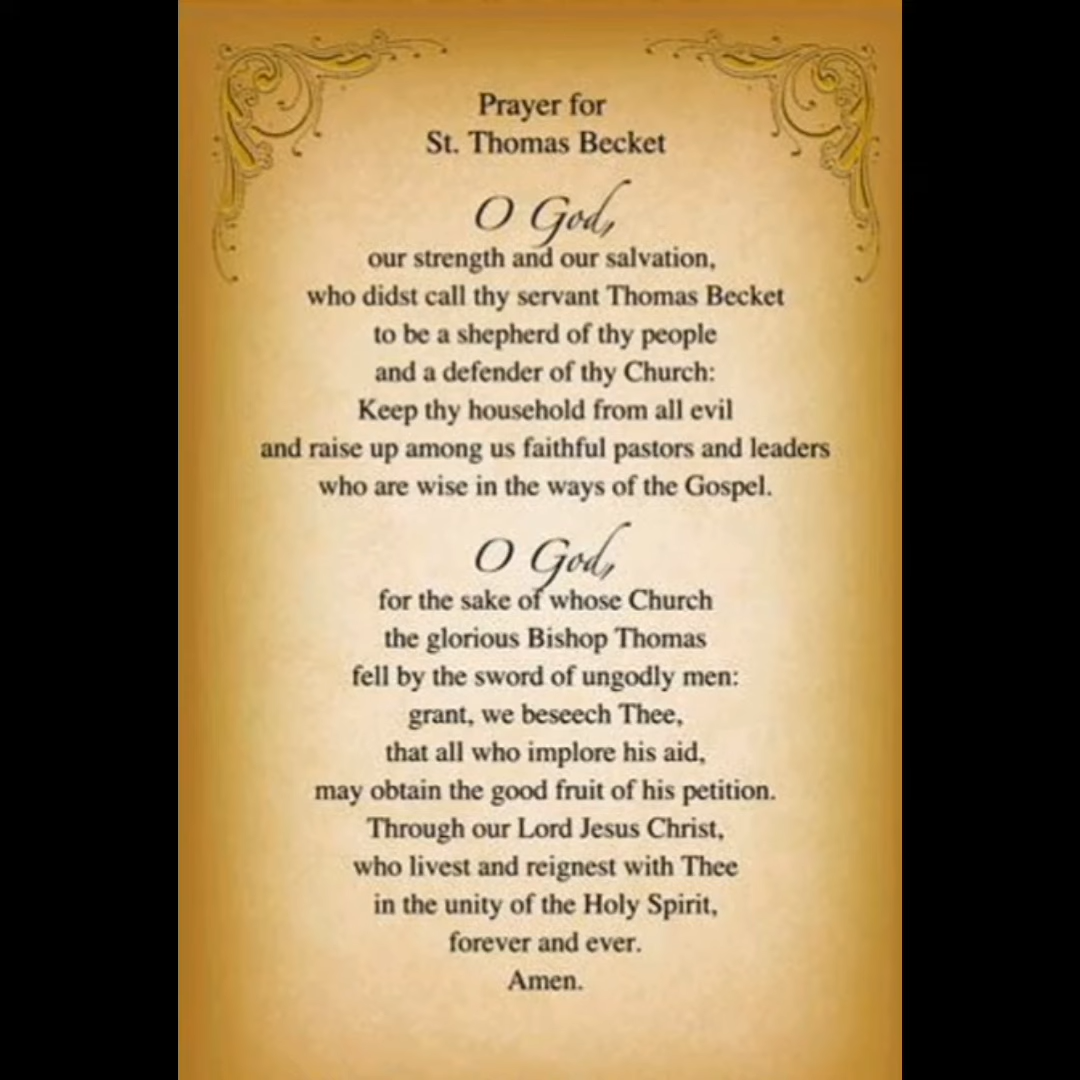 Prayer for
St. Thomas Becket
O God,
our strength and our salvation,
who didst call thy servant Thomas Becket
to be a shepherd of thy people
and a defender of thy Church:
Keep thy household from all evil
and raise up among us faithful pastors and leaders
who are wise in the ways of the Gospel.
O God,
for the sake of whose Church
the glorious Bishop Thomas
fell by the sword of ungodly men:
grant, we beseech Thee,
that all who implore his aid,
may obtain the good fruit of his petition.
Through our Lord Jesus Christ,
who livest and reignest with Thee
in the unity of the Holy Spirit,
forever and ever.
Amen.